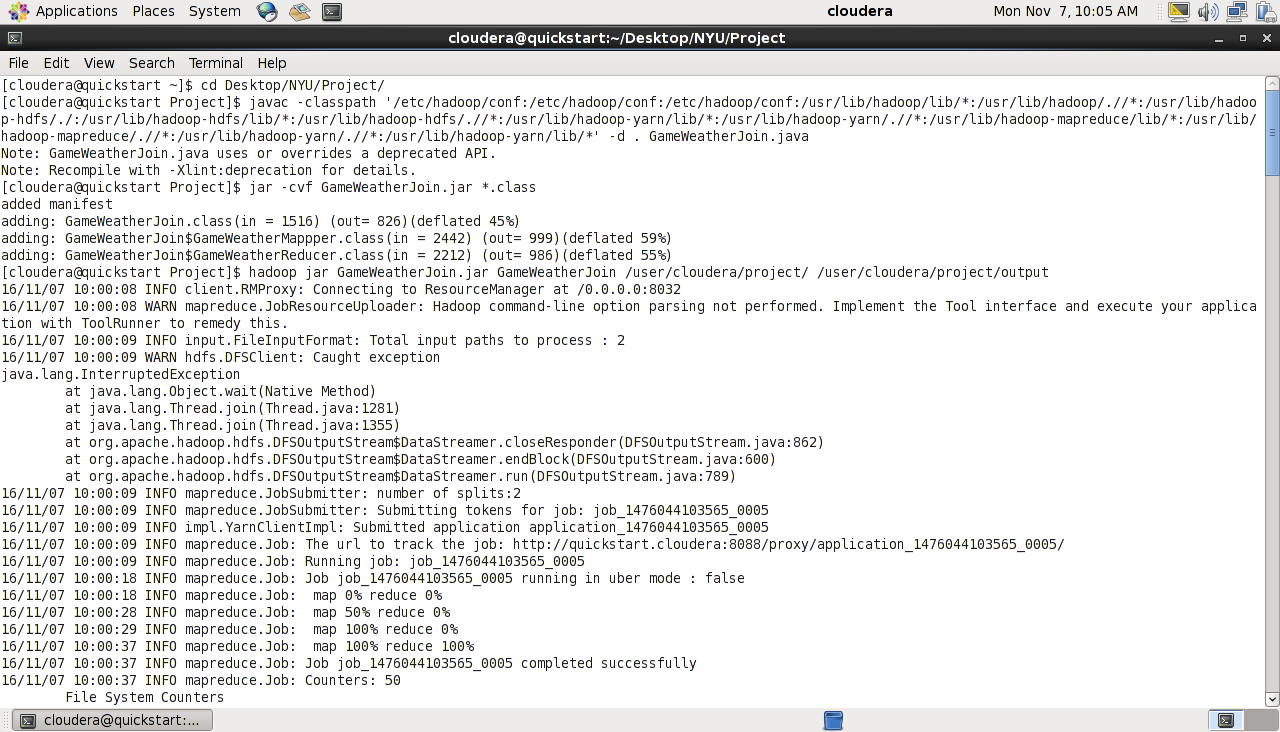 Applications Places System cloudera Mon Nov 7, 10:05 AM
cloudera@quickstart:~/Desktop/NYU/Project
File Edit View Search Terminal Help
[cloudera@quickstart ~]$ cd Desktop/NYU/Project/
[cloudera@quickstart Project]$ javac -classpath '/etc/hadoop/conf:/etc/hadoop/conf:/etc/hadoop/conf:/usr/lib/hadoop/lib/*:/usr/lib/hadoop/.//*:/usr/lib/hadoo
p-hdfs/./:/usr/lib/hadoop-hdfs/lib/*:/usr/lib/hadoop-hdfs/.//*:/usr/lib/hadoop-yarn/lib/*:/usr/lib/hadoop-yarn/.//*:/usr/lib/hadoop-mapreduce/lib/*:/usr/lib/
hadoop-mapreduce/.//*:/usr/lib/hadoop-yarn/.//*:/usr/lib/hadoop-yarn/lib/*' -d . GameWeatherJoin.java
Note: GameWeatherJoin.java uses or overrides a deprecated API.
Note: Recompile with -Xlint:deprecation for details.
[cloudera@quickstart Project]$ jar -cvf GameWeatherJoin.jar *.class
added manifest
adding: GameWeatherJoin.class(in = 1516) (out= 826)(deflated 45%)
adding: GameWeatherJoin$GameWeatherMappper.class(in = 2442) (out= 999)(deflated 59%)
adding: GameWeatherJoin$GameWeatherReducer.class(in = 2212) (out= 986)(deflated 55%)
[cloudera@quickstart Project]$ hadoop jar GameWeatherJoin.jar GameWeatherJoin /user/cloudera/project/ /user/cloudera/project/output
16/11/07 10:00:08 INFO client.RMProxy: Connecting to ResourceManager at /0.0.0.0:8032
16/11/07 10:00:08 WARN mapreduce.JobResourceUploader: Hadoop command-line option parsing not performed. Implement the Tool interface and execute your applica
tion with ToolRunner to remedy this.
16/11/07 10:00:09 INFO input.FileInputFormat: Total input paths to process : 2
16/11/07 10:00:09 WARN hdfs.DFSClient: Caught exception
java.lang.InterruptedException
at java.lang.Object.wait(Native Method)
at java.lang.Thread.join(Thread.java:1281)
at java.lang.Thread.join(Thread.java:1355)
at org.apache.hadoop.hdfs.DFSOutputStream$DataStreamer.closeResponder(DFSOutputStream.java:862)
at org.apache.hadoop.hdfs.DFSOutputStream$DataStreamer.endBlock(DFSOutputStream.java:600)
at org.apache.hadoop.hdfs.DFSOutputStream$DataStreamer.run(DFSOutputStream.java:789)
16/11/07 10:00:09 INFO mapreduce.JobSubmitter: number of splits:2
16/11/07 10:00:09 INFO mapreduce.JobSubmitter: Submitting tokens for job: job_1476044103565_0005
16/11/07 10:00:09 INFO impl.YarnClientImpl: Submitted application application_1476044103565_0005
16/11/07 10:00:09 INFO mapreduce.Job: The url to track the job: http://quickstart.cloudera:8088/proxy/application_1476044103565_0005/
16/11/07 10:00:09 INFO mapreduce.Job: Running job: job_1476044103565_0005
16/11/07 10:00:18 INFO mapreduce.Job: Job job_1476044103565_0005 running in uber mode : false
16/11/07 10:00:18 INFO mapreduce.Job:  map 0% reduce 0%
16/11/07 10:00:28 INFO mapreduce.Job:  map 50% reduce 0%
16/11/07 10:00:29 INFO mapreduce.Job:  map 100% reduce 0%
16/11/07 10:00:37 INFO mapreduce.Job:  map 100% reduce 100%
16/11/07 10:00:37 INFO mapreduce.Job: Job job_1476044103565_0005 completed successfully
16/11/07 10:00:37 INFO mapreduce.Job: Counters: 50
File System Counters
cloudera@quickstart:...